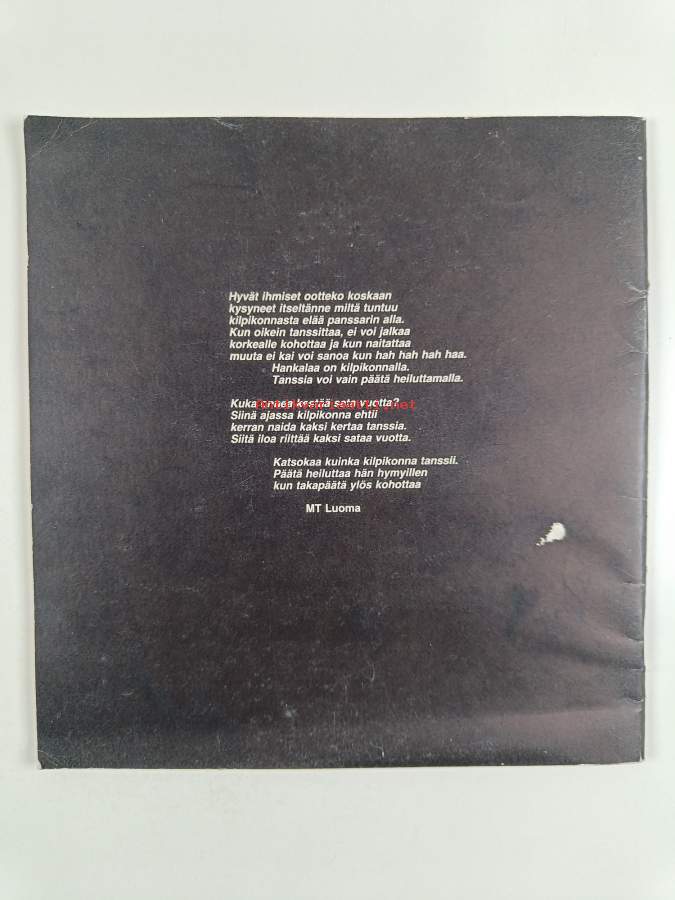 Hyvät ihmiset ootteko koskaan
kysyneet itseltänne miltä tuntuu
kilpikonnasta elää panssarin alla.
Kun oikein tanssittaa, ei voi jalkaa
korkealle kohottaa ja kun naitattaa
muuta ei kai voi sanoa kun hah hah hah haa.
Hankalaa on kilpikonnalla.
Tanssia voi vain päätä heiluttamalla.
Kuka kestää sata vuotta?
Siinä ajassa kilpikonna ehtii
kerran naida kaksi kertaa tanssia.
Siitä iloa riittää kaksi sataa vuotta.
Katsokaa kuinka kilpikonna tanssii.
Päätä heiluttaa hän hymyillen
kun takapäätä ylös kohottaa
MT Luoma